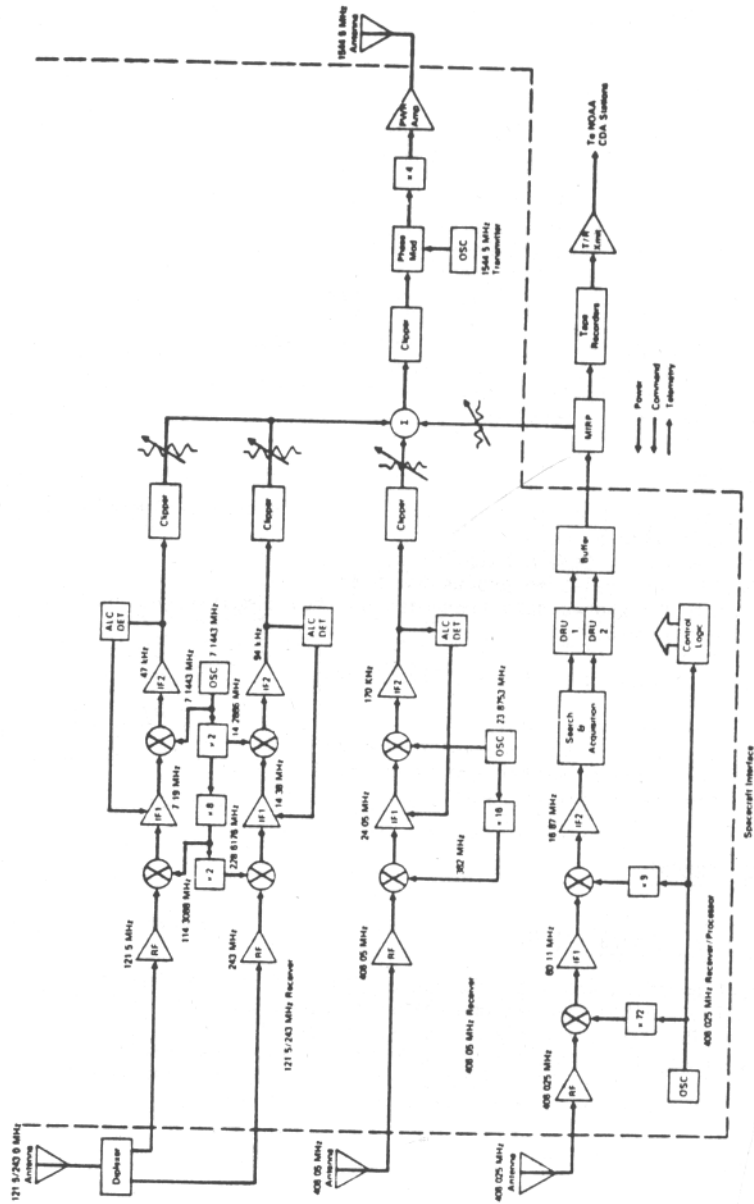 121 5/243 0 MHz
Antenna
Diplexer
121 5 MHz
RF
114 3088 MHz
7 19 MHz
IF1
7 1443 MHz
47 kHz
IF2
ALC
DET
Clipper
OSC
7 1443 MHz
× 2
14 2886 MHz
× 8
× 2
228 6176 MHz
243 MHz
RF
14 38 MHz
IF1
94 kHz
IF2
ALC
DET
Clipper
121 5/243 MHz Receiver
408 05 MHz
Antenna
408 05 MHz
RF
382 MHz
24 05 MHz
IF1
170 KHz
IF2
ALC
DET
Clipper
× 16
OSC
23 8753 MHz
408 05 MHz Receiver
Σ
Clipper
Phase
Mod
OSC
1544 5 MHz
Transmitter
× 4
PWR
Amp
1544 5 MHz
Antenna
408 025 MHz
Antenna
408 025 MHz
RF
× 72
60 11 MHz
IF1
× 9
16 87 MHz
IF2
Search
&
Acquisition
DRU
1
DRU
2
Buffer
MIRP
Tape
Recorders
T/R
Xmit
To NOAA
CDA Stations
OSC
408 025 MHz Receiver/Processor
Control
Logic
Power
Command
Telemetry
Spacecraft Interface